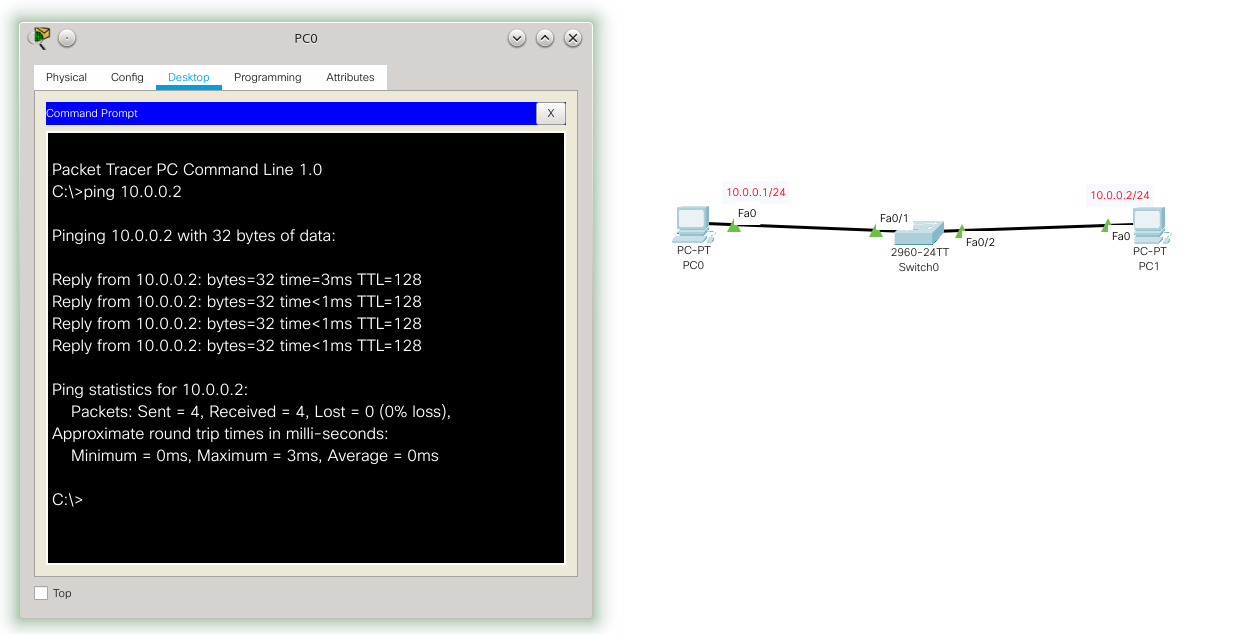 PC0
Physical Config Desktop Programming Attributes
Command Prompt X
Packet Tracer PC Command Line 1.0
C:\>ping 10.0.0.2
Pinging 10.0.0.2 with 32 bytes of data:
Reply from 10.0.0.2: bytes=32 time=3ms TTL=128
Reply from 10.0.0.2: bytes=32 time<1ms TTL=128
Reply from 10.0.0.2: bytes=32 time<1ms TTL=128
Reply from 10.0.0.2: bytes=32 time<1ms TTL=128
Ping statistics for 10.0.0.2:
Packets: Sent = 4, Received = 4, Lost = 0 (0% loss),
Approximate round trip times in milli-seconds:
Minimum = 0ms, Maximum = 3ms, Average = 0ms
C:\>
Top
10.0.0.1/24
Fa0
PC-PT
PC0
Fa0/1
2960-24TT
Switch0
Fa0/2
10.0.0.2/24
Fa0
PC-PT
PC1